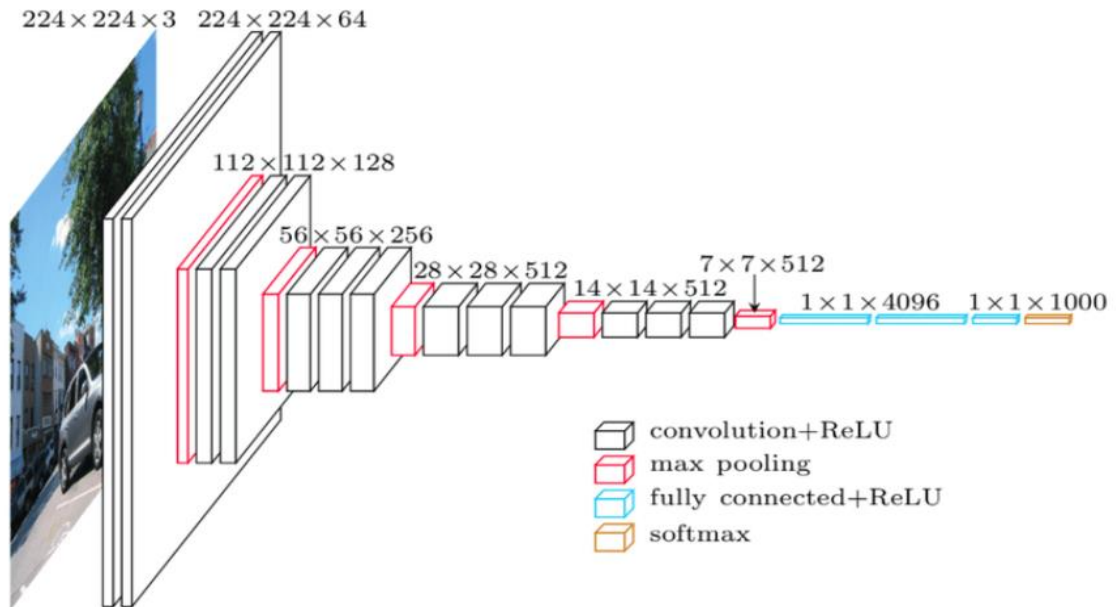 224×224×3
224×224×64
112×112×128
56×56×256
28×28×512
14×14×512
7×7×512
1×1×4096
1×1×1000
convolution+ReLU
max pooling
fully connected+ReLU
softmax